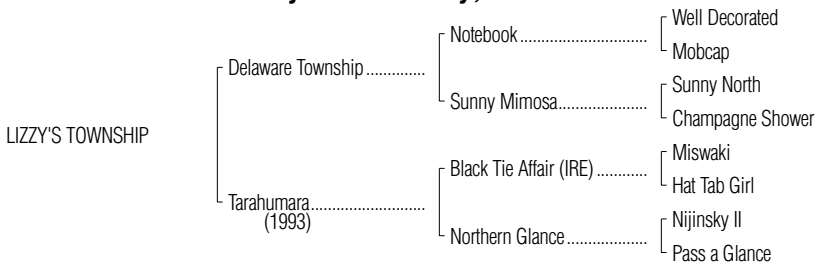 Well Decorated
Notebook..............................
Mobcap
Delaware Township ..............
Sunny North
Sunny Mimosa.....................
Champagne Shower
LIZZY'S TOWNSHIP
Miswaki
Black Tie Affair (IRE) ............
Hat Tab Girl
Tarahumara...........................
(1993)
Nijinsky II
Northern Glance...................
Pass a Glance